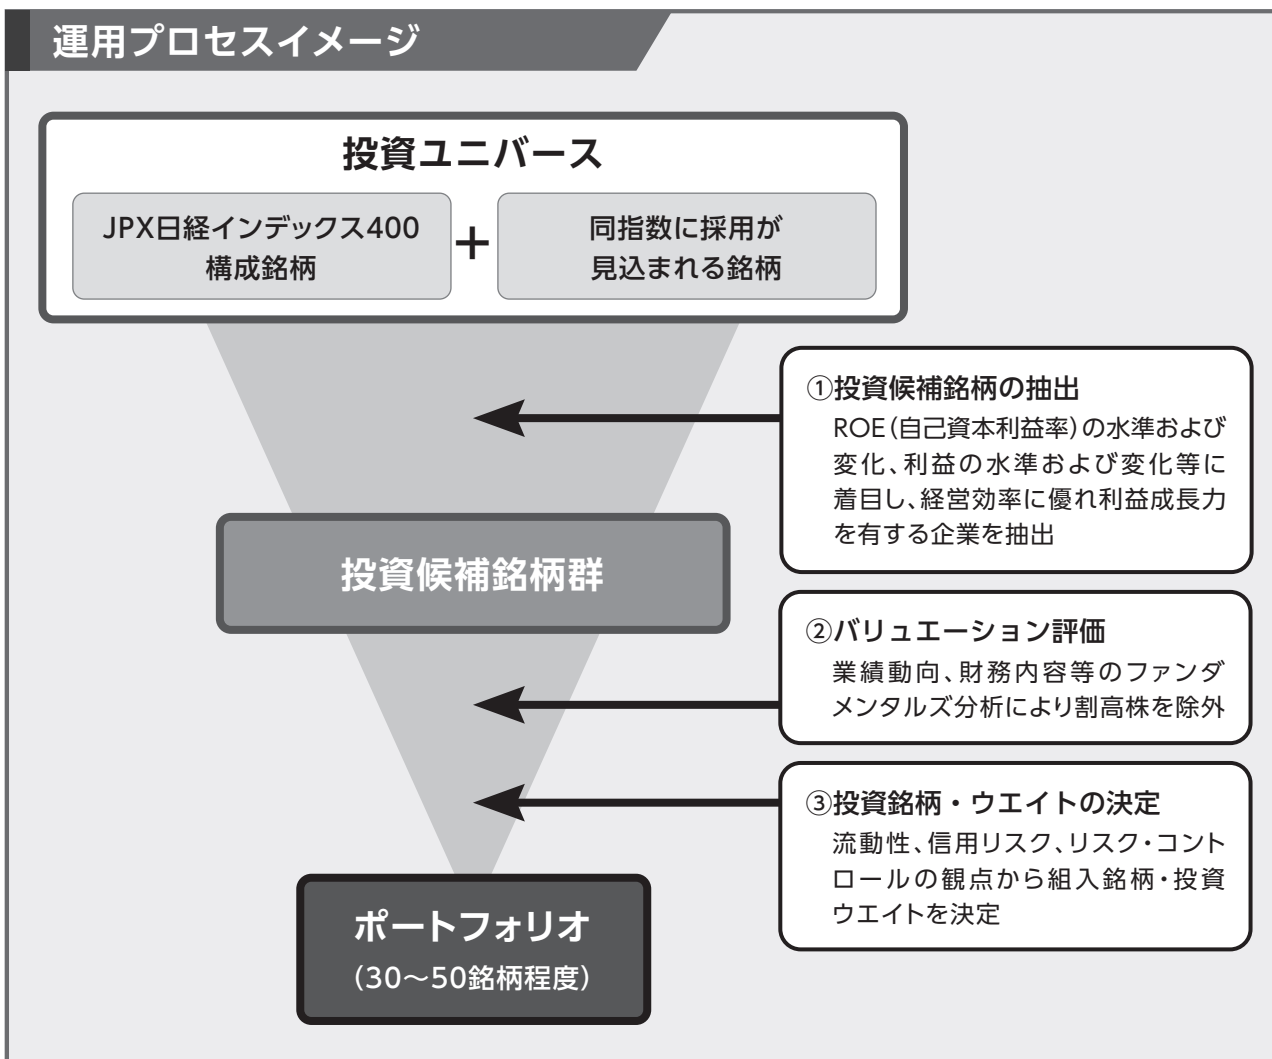 運用プロセスイメージ
投資ユニバース
JPX日経インデックス400
構成銘柄
+
同指数に採用が
見込まれる銘柄
①投資候補銘柄の抽出
ROE(自己資本利益率)の水準および
変化、利益の水準および変化等に
着目し、経営効率に優れ利益成長力
を有する企業を抽出
投資候補銘柄群
②バリュエーション評価
業績動向、財務内容等のファンダ
メンタルズ分析により割高株を除外
③投資銘柄・ウエイトの決定
流動性、信用リスク、リスク・コント
ロールの観点から組入銘柄・投資
ウエイトを決定
ポートフォリオ
(30〜50銘柄程度)